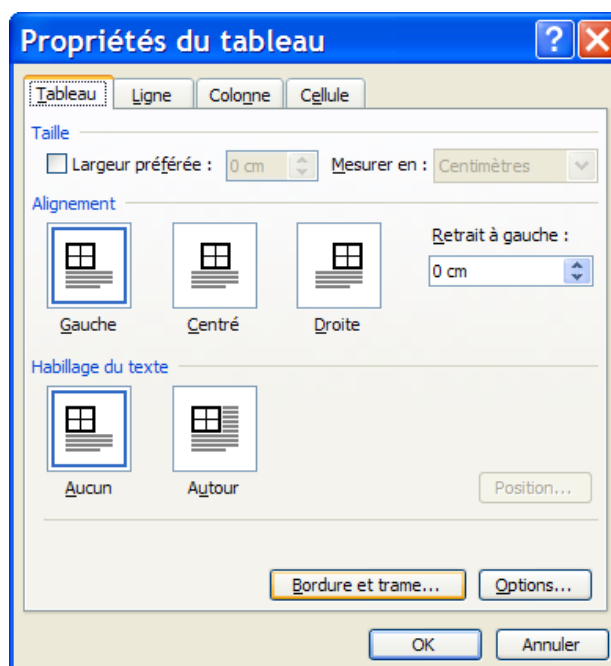 Propriétés du tableau ?
Tableau Ligne Colonne Cellule
Taille
Largeur préférée : 0 cm Mesurer en : Centimètres
Alignement
Retrait à gauche :
0 cm
Gauche Centré Droite
Habillage du texte
Aucun Autour Position...
Bordure et trame... Options...
OK Annuler